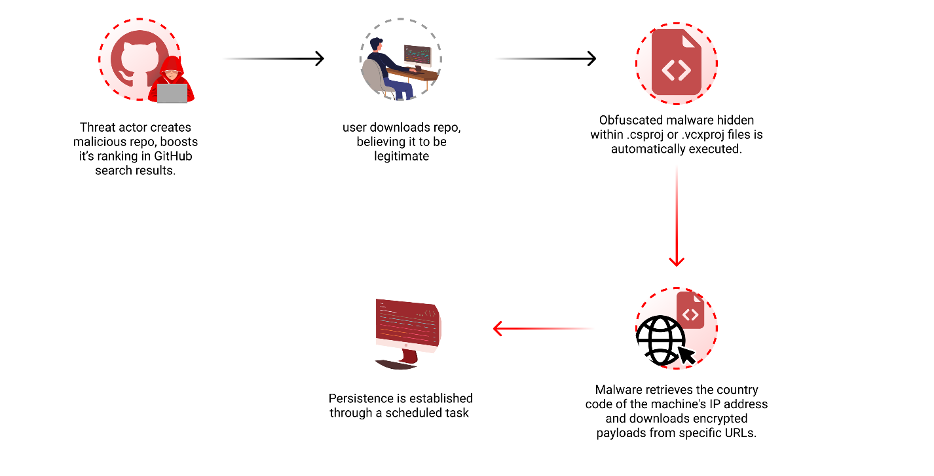 Threat actor creates
malicious repo, boosts
it's ranking in GitHub
search results.
user downloads repo,
believing it to be
legitimate
Obfuscated malware hidden
within .csproj or .vcxproj files is
automatically executed.
Malware retrieves the country
code of the machine's IP address
and downloads encrypted
payloads from specific URLs.
Persistence is established
through a scheduled task